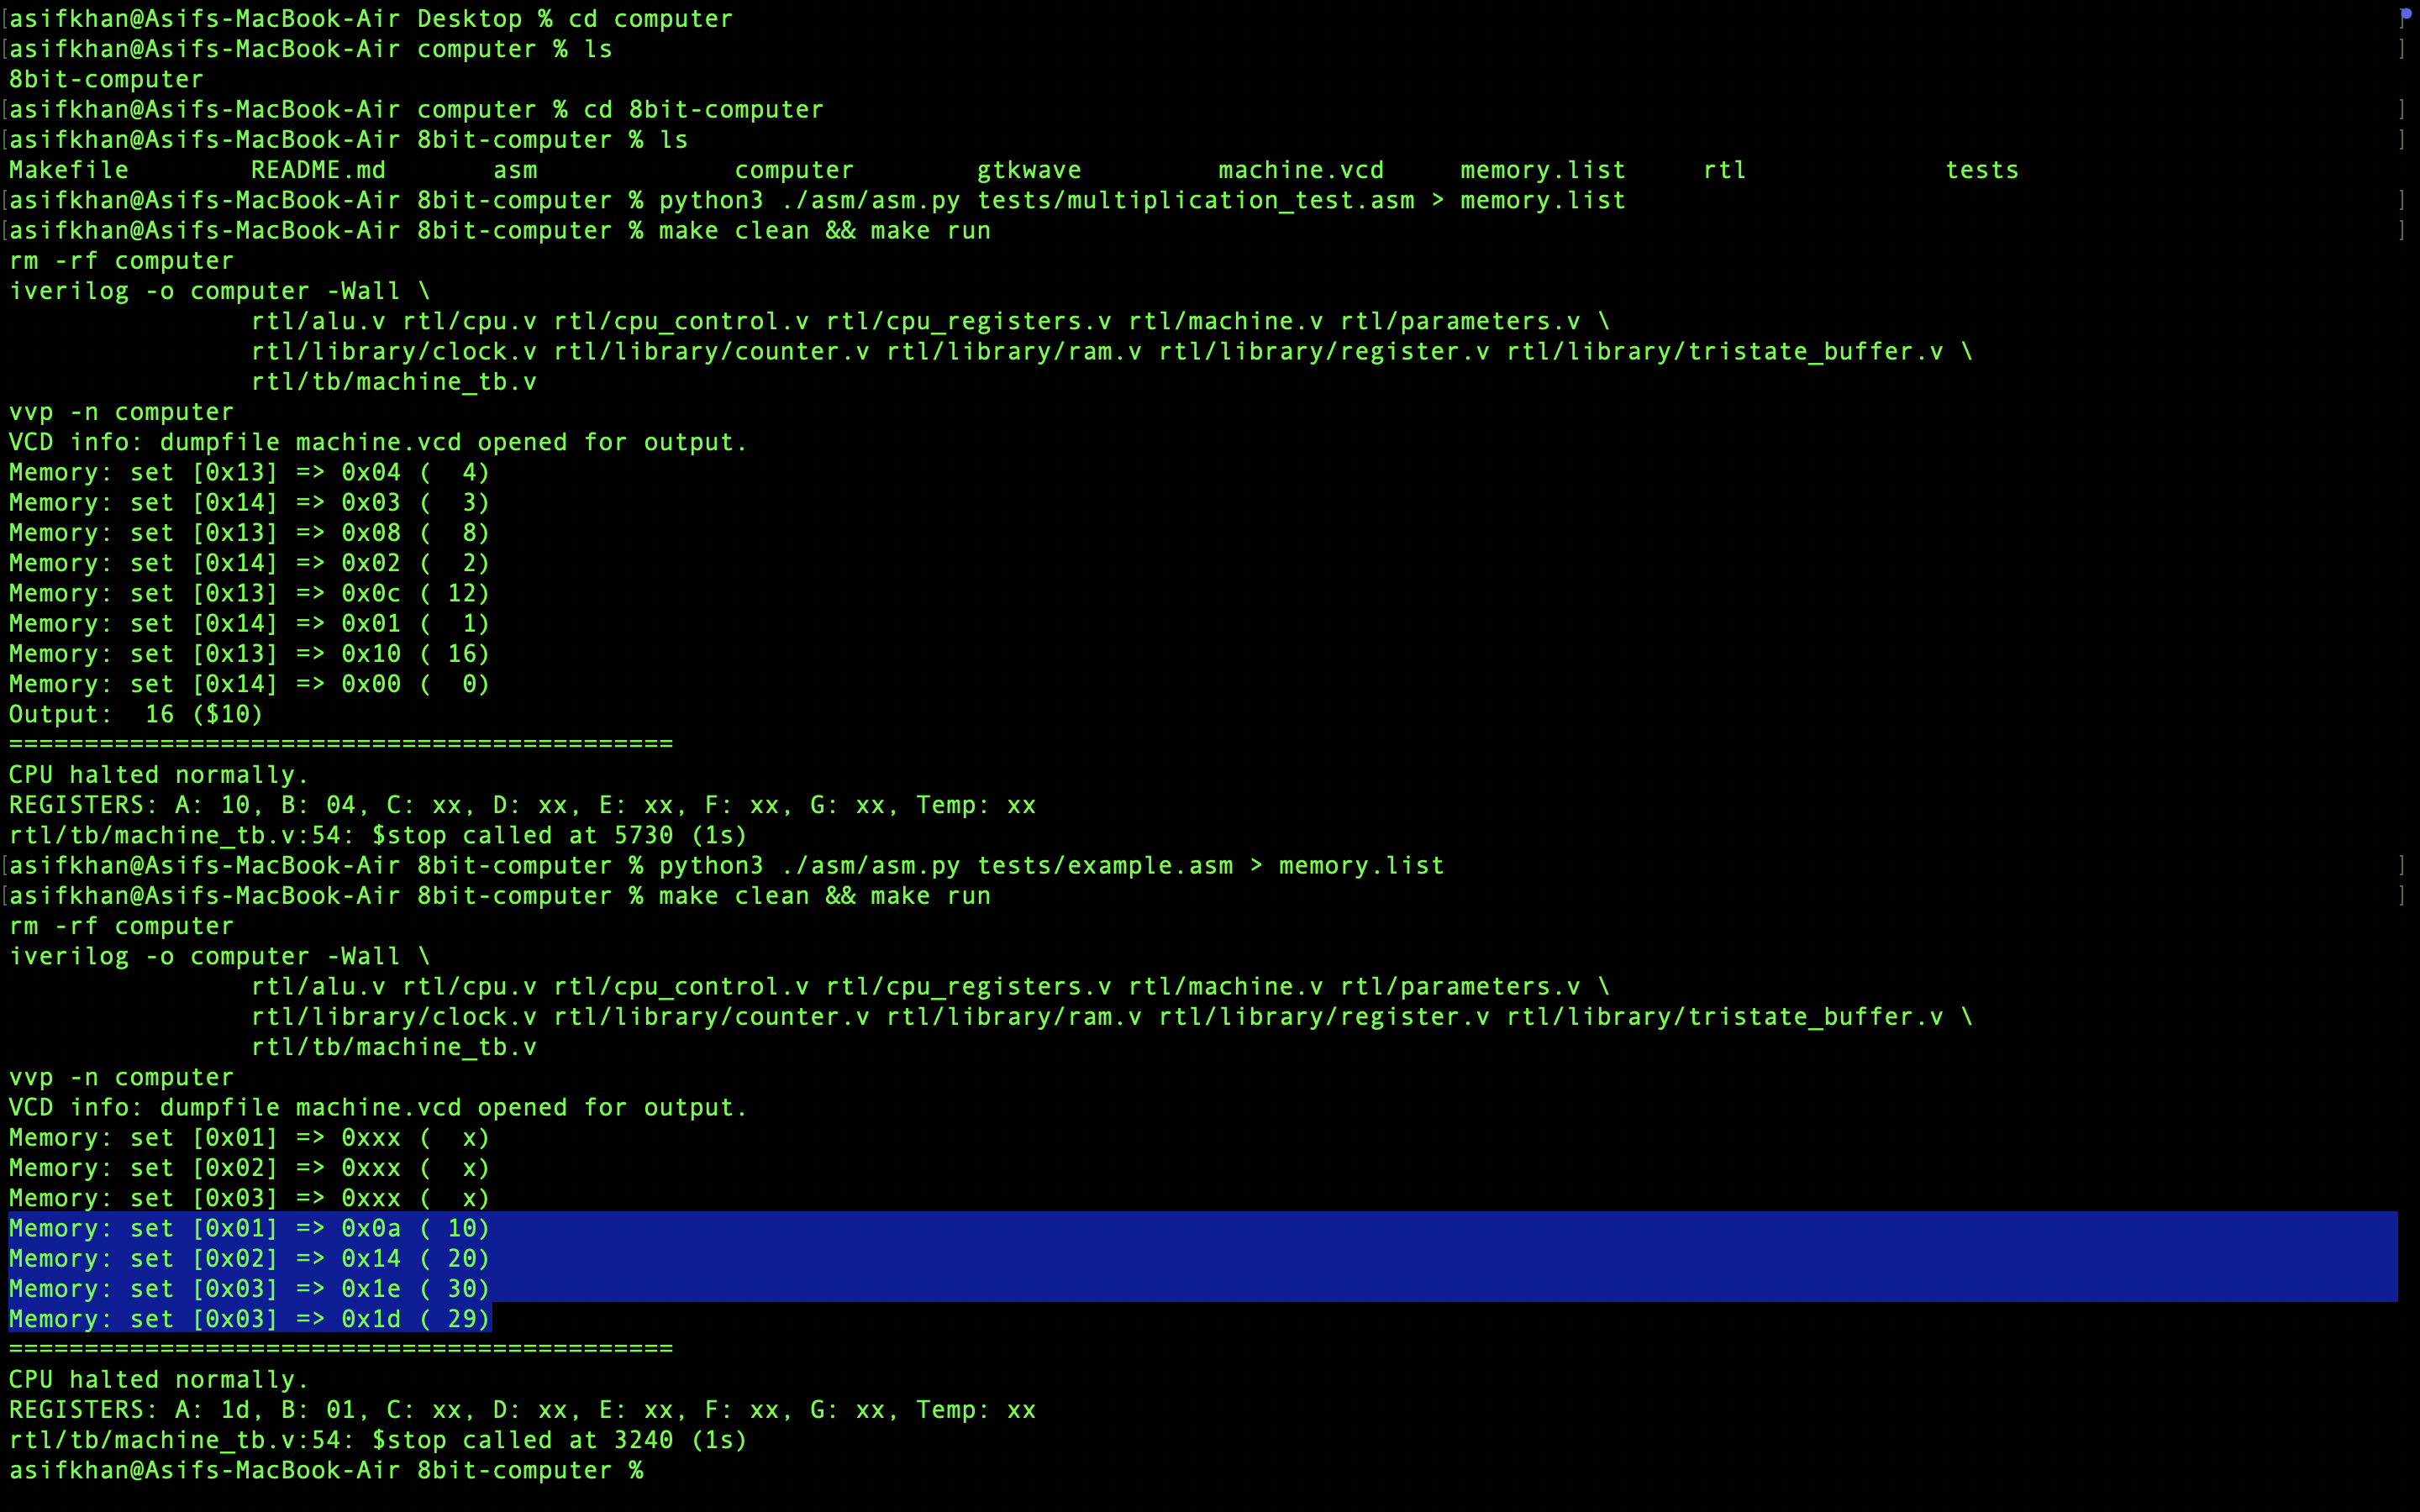 [asifkhan@Asifs-MacBook-Air Desktop % cd computer ]
[asifkhan@Asifs-MacBook-Air computer % ls ]
8bit-computer
[asifkhan@Asifs-MacBook-Air computer % cd 8bit-computer ]
[asifkhan@Asifs-MacBook-Air 8bit-computer % ls ]
Makefile README.md asm computer gtkwave machine.vcd memory.list rtl tests
[asifkhan@Asifs-MacBook-Air 8bit-computer % python3 ./asm/asm.py tests/multiplication_test.asm > memory.list ]
[asifkhan@Asifs-MacBook-Air 8bit-computer % make clean && make run ]
rm -rf computer
iverilog -o computer -Wall \
rtl/alu.v rtl/cpu.v rtl/cpu_control.v rtl/cpu_registers.v rtl/machine.v rtl/parameters.v \
rtl/library/clock.v rtl/library/counter.v rtl/library/ram.v rtl/library/register.v rtl/library/tristate_buffer.v \
rtl/tb/machine_tb.v
vvp -n computer
VCD info: dumpfile machine.vcd opened for output.
Memory: set [0x13] => 0x04 (  4)
Memory: set [0x14] => 0x03 (  3)
Memory: set [0x13] => 0x08 (  8)
Memory: set [0x14] => 0x02 (  2)
Memory: set [0x13] => 0x0c ( 12)
Memory: set [0x14] => 0x01 (  1)
Memory: set [0x13] => 0x10 ( 16)
Memory: set [0x14] => 0x00 (  0)
Output:  16 ($10)
============================================
CPU halted normally.
REGISTERS: A: 10, B: 04, C: xx, D: xx, E: xx, F: xx, G: xx, Temp: xx
rtl/tb/machine_tb.v:54: $stop called at 5730 (1s)
[asifkhan@Asifs-MacBook-Air 8bit-computer % python3 ./asm/asm.py tests/example.asm > memory.list ]
[asifkhan@Asifs-MacBook-Air 8bit-computer % make clean && make run ]
rm -rf computer
iverilog -o computer -Wall \
rtl/alu.v rtl/cpu.v rtl/cpu_control.v rtl/cpu_registers.v rtl/machine.v rtl/parameters.v \
rtl/library/clock.v rtl/library/counter.v rtl/library/ram.v rtl/library/register.v rtl/library/tristate_buffer.v \
rtl/tb/machine_tb.v
vvp -n computer
VCD info: dumpfile machine.vcd opened for output.
Memory: set [0x01] => 0xxx (  x)
Memory: set [0x02] => 0xxx (  x)
Memory: set [0x03] => 0xxx (  x)
Memory: set [0x01] => 0x0a ( 10)
Memory: set [0x02] => 0x14 ( 20)
Memory: set [0x03] => 0x1e ( 30)
Memory: set [0x03] => 0x1d ( 29)
============================================
CPU halted normally.
REGISTERS: A: 1d, B: 01, C: xx, D: xx, E: xx, F: xx, G: xx, Temp: xx
rtl/tb/machine_tb.v:54: $stop called at 3240 (1s)
asifkhan@Asifs-MacBook-Air 8bit-computer %